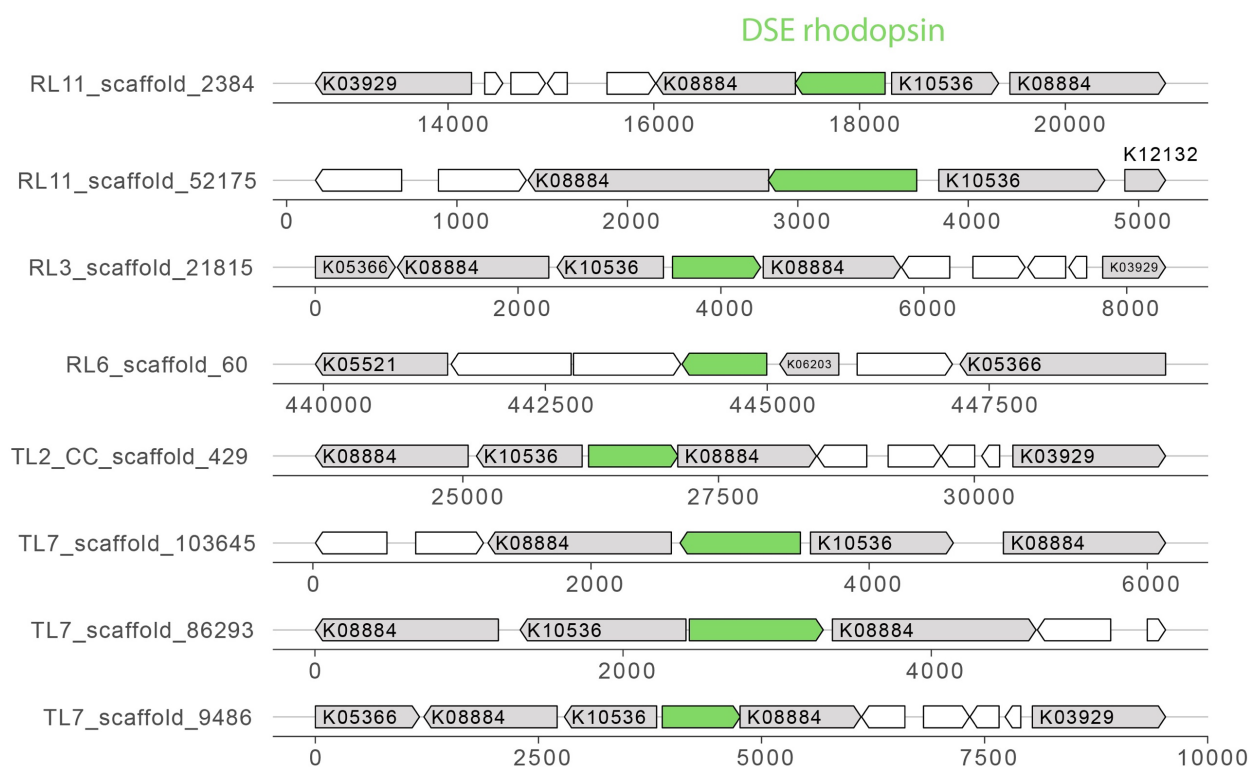 DSE rhodopsin
RL11_scaffold_2384 K03929 K08884 K10536 K08884
14000 16000 18000 20000
K12132
RL11_scaffold_52175 K08884 K10536
0 1000 2000 3000 4000 5000
RL3_scaffold_21815 K05366 K08884 K10536 K08884 K03929
0 2000 4000 6000 8000
RL6_scaffold_60 K05521 K06203 K05366
440000 442500 445000 447500
TL2_CC_scaffold_429 K08884 K10536 K08884 K03929
25000 27500 30000
TL7_scaffold_103645 K08884 K10536 K08884
0 2000 4000 6000
TL7_scaffold_86293 K08884 K10536 K08884
0 2000 4000
TL7_scaffold_9486 K05366 K08884 K10536 K08884 K03929
0 2500 5000 7500 10000